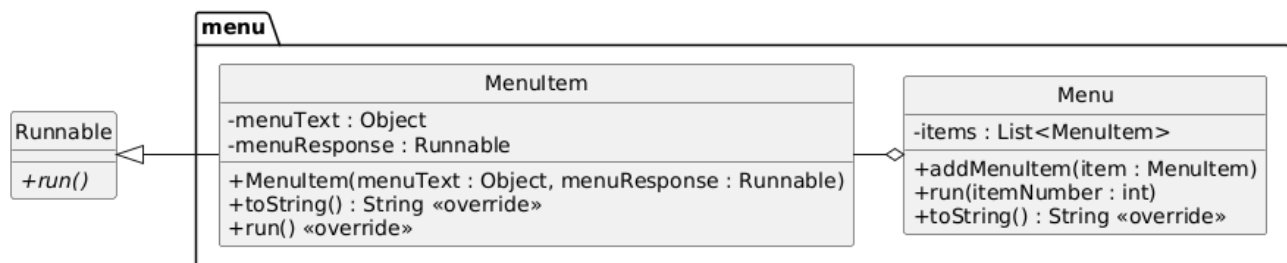 menu
Runnable
+run()
MenuItem
-menuText : Object
-menuResponse : Runnable
+MenuItem(menuText : Object, menuResponse : Runnable)
+toString() : String «override»
+run() «override»
Menu
-items : List<MenuItem>
+addMenuItem(item : MenuItem)
+run(itemNumber : int)
+toString() : String «override»